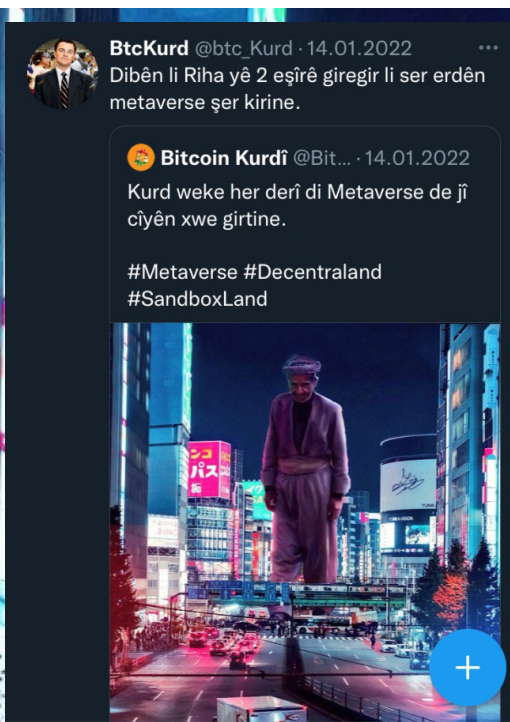 BtcKurd @btc_Kurd · 14.01.2022 ...
Dibên li Riha yê 2 eşîrê giregir li ser erdên
metaverse şer kirine.
Bitcoin Kurdî @Bit... · 14.01.2022
Kurd weke her derî di Metaverse de jî
cîyên xwe girtine.
#Metaverse #Decentraland
#SandboxLand
パス